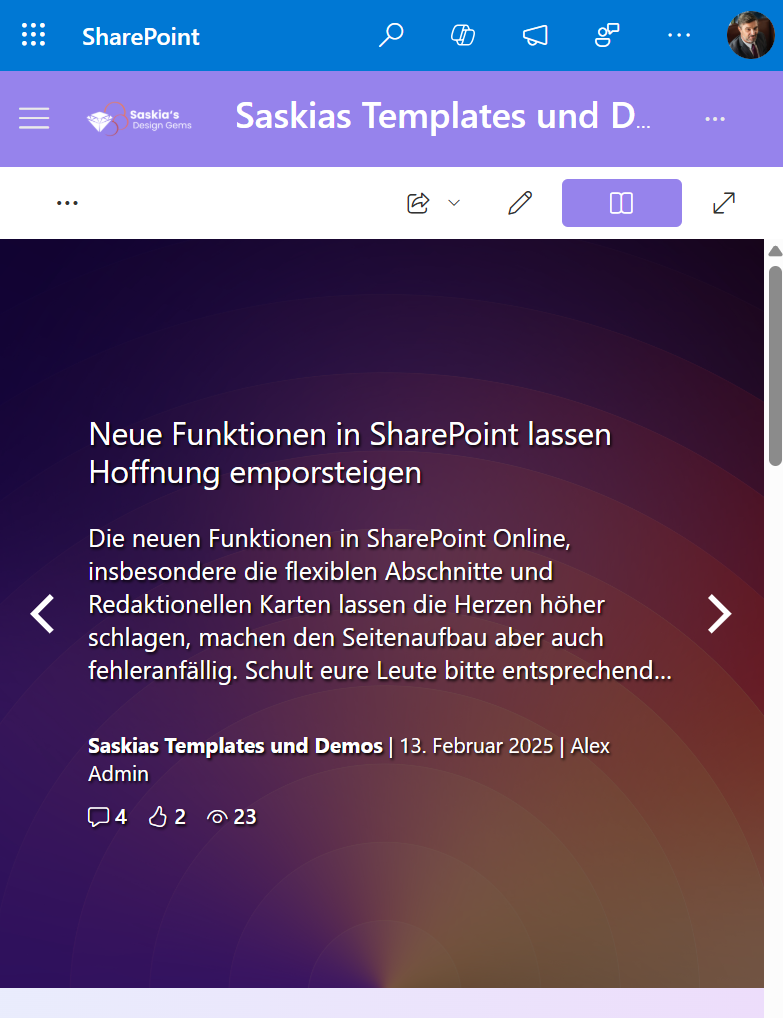 SharePoint
Saskia's
Design Gems
Saskias Templates und D...
Neue Funktionen in SharePoint lassen
Hoffnung emporsteigen
Die neuen Funktionen in SharePoint Online,
insbesondere die flexiblen Abschnitte und
Redaktionellen Karten lassen die Herzen höher
schlagen, machen den Seitenaufbau aber auch
fehleranfällig. Schult eure Leute bitte entsprechend...
Saskias Templates und Demos | 13. Februar 2025 | Alex
Admin
4 2 23